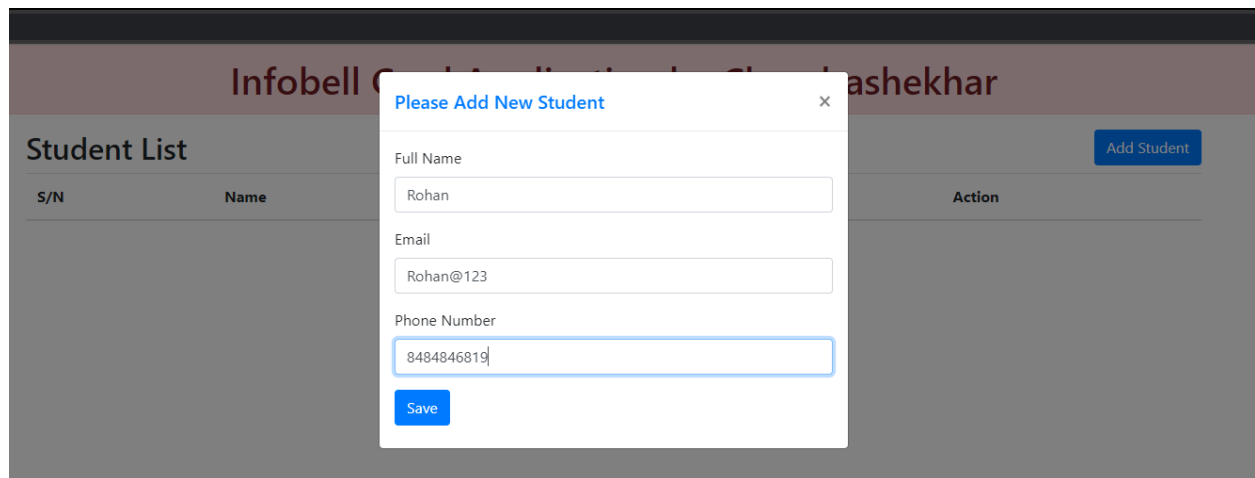 Infobell ashekhar
Please Add New Student ×
Student List
Add Student
Full Name
S/N Name Action
Rohan
Email
Rohan@123
Phone Number
8484846819
Save